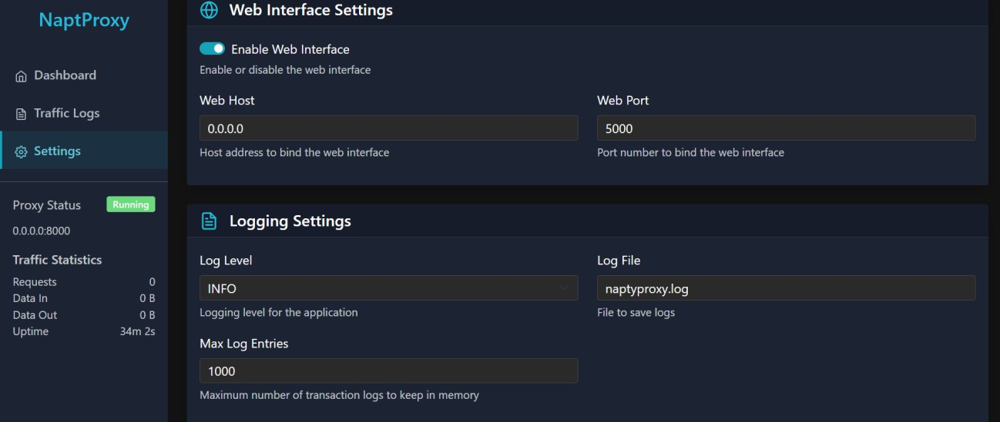 NaptProxy
Dashboard
Traffic Logs
Settings
Proxy Status Running
0.0.0.0:8000
Traffic Statistics
Requests 0
Data In 0 B
Data Out 0 B
Uptime 34m 2s
Web Interface Settings
Enable Web Interface
Enable or disable the web interface
Web Host Web Port
0.0.0.0 5000
Host address to bind the web interface Port number to bind the web interface
Logging Settings
Log Level Log File
INFO naptyproxy.log
Logging level for the application File to save logs
Max Log Entries
1000
Maximum number of transaction logs to keep in memory